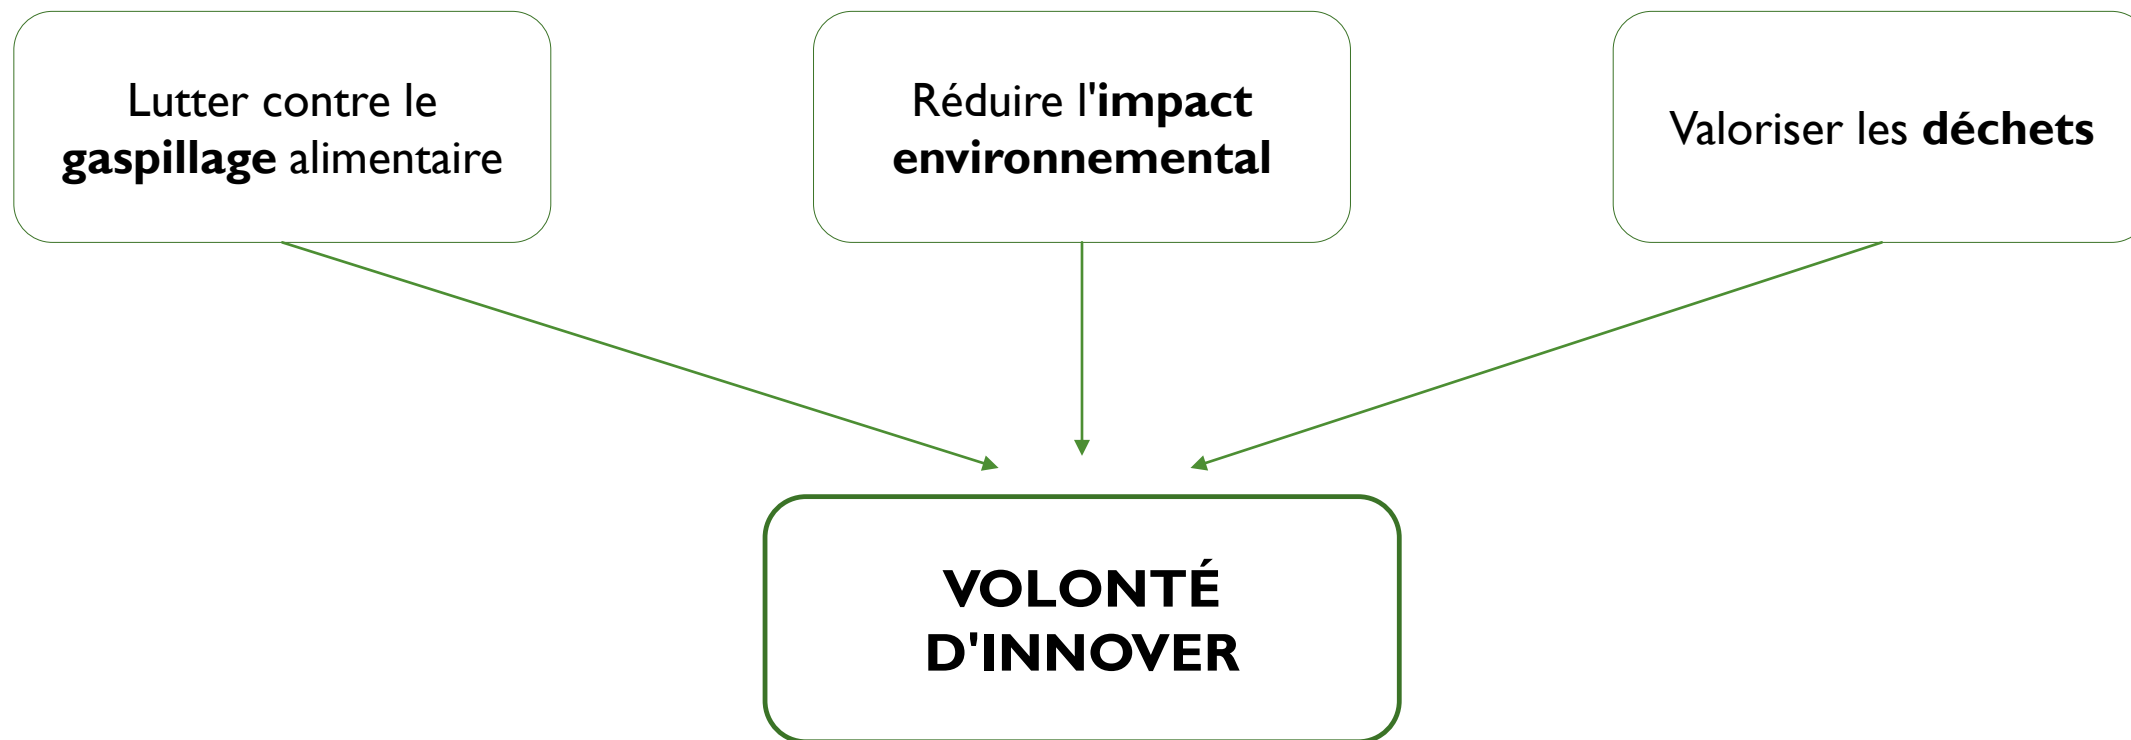 Lutter contre le
gaspillage alimentaire
Réduire l'impact
environnemental
Valoriser les déchets
VOLONTÉ
D'INNOVER